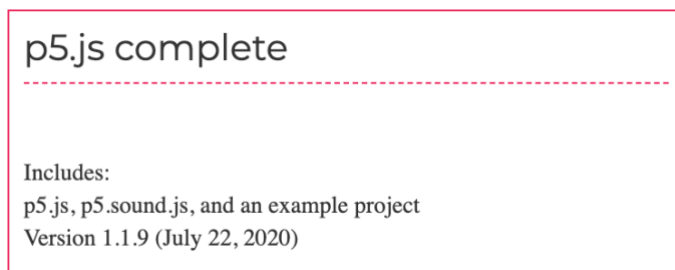 p5.js complete
Includes:
p5.js, p5.sound.js, and an example project
Version 1.1.9 (July 22, 2020)